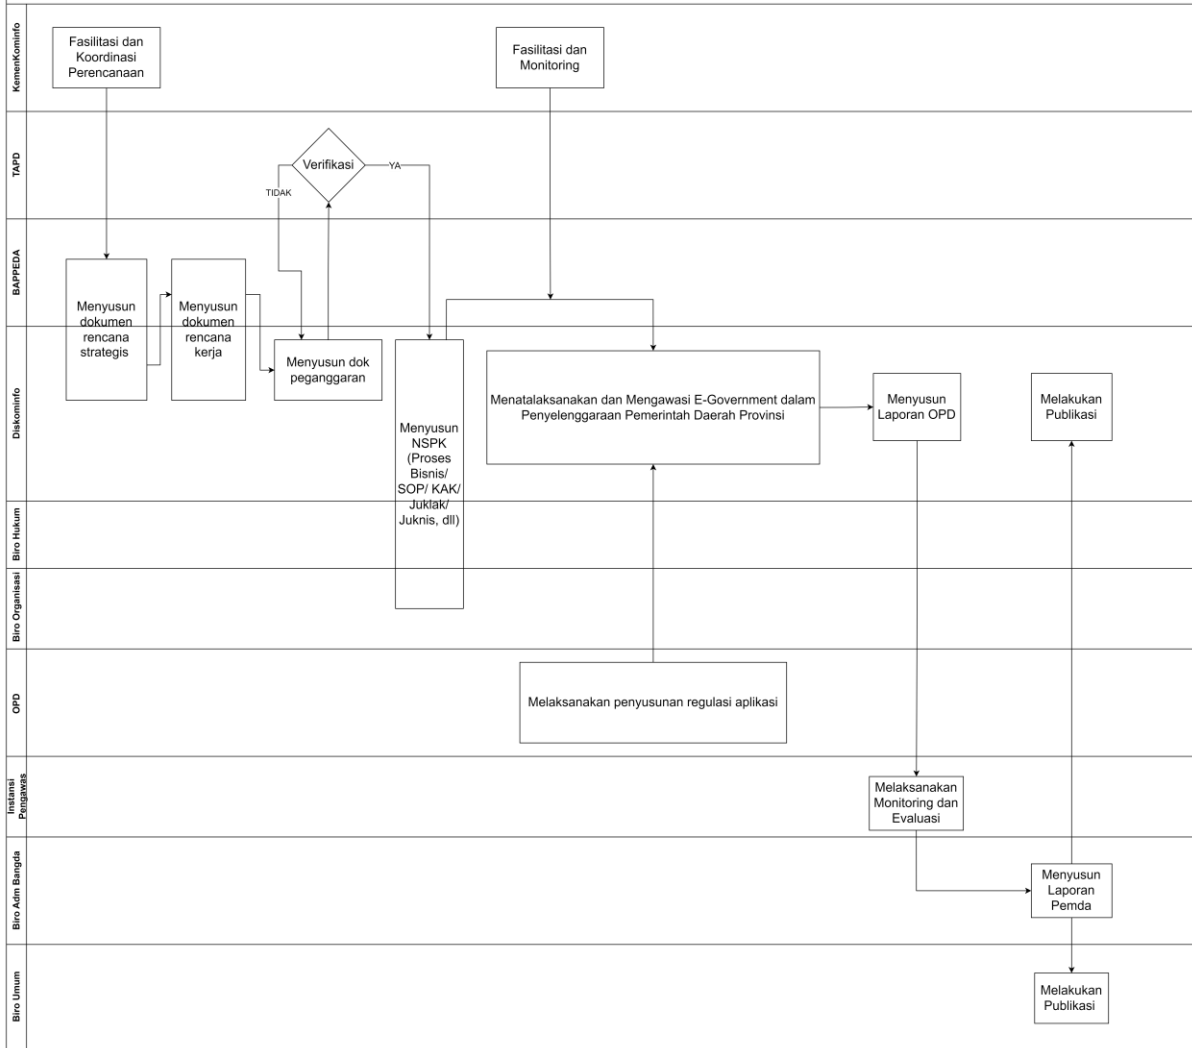 KemenKominfo
Fasilitasi dan
Koordinasi
Perencanaan
Fasilitasi dan
Monitoring
TAPD
Verifikasi
TIDAK
YA
BAPPEDA
Menyusun
dokumen
rencana
strategis
Menyusun
dokumen
rencana
kerja
Diskominfo
Menyusun dok
peganggaran
Menyusun
NSPK
(Proses
Bisnis/
SOP/ KAK/
Juklak/
Juknis, dll)
Menatalaksanakan dan Mengawasi E-Government dalam
Penyelenggaraan Pemerintah Daerah Provinsi
Menyusun
Laporan OPD
Melakukan
Publikasi
Biro Hukum
Biro Organisasi
OPD
Melaksanakan penyusunan regulasi aplikasi
Instansi
Pengawas
Melaksanakan
Monitoring dan
Evaluasi
Biro Adm Bangda
Menyusun
Laporan
Pemda
Biro Umum
Melakukan
Publikasi